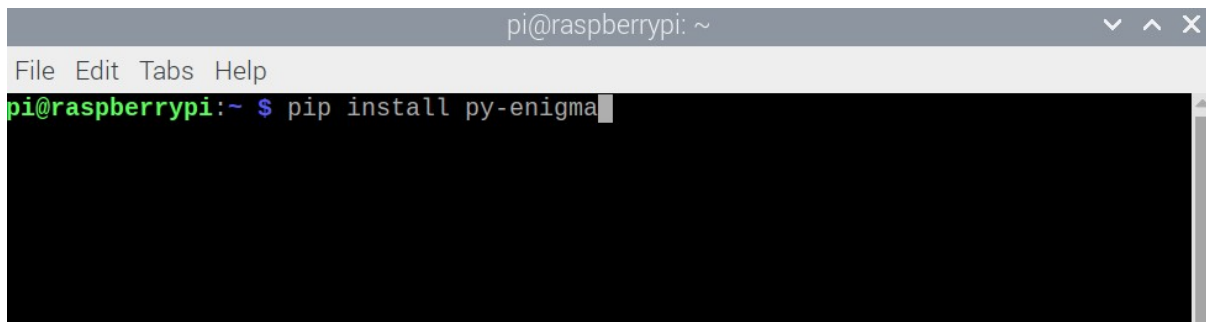 pi@raspberrypi: ~
File Edit Tabs Help
pi@raspberrypi:~ $ pip install py-enigma